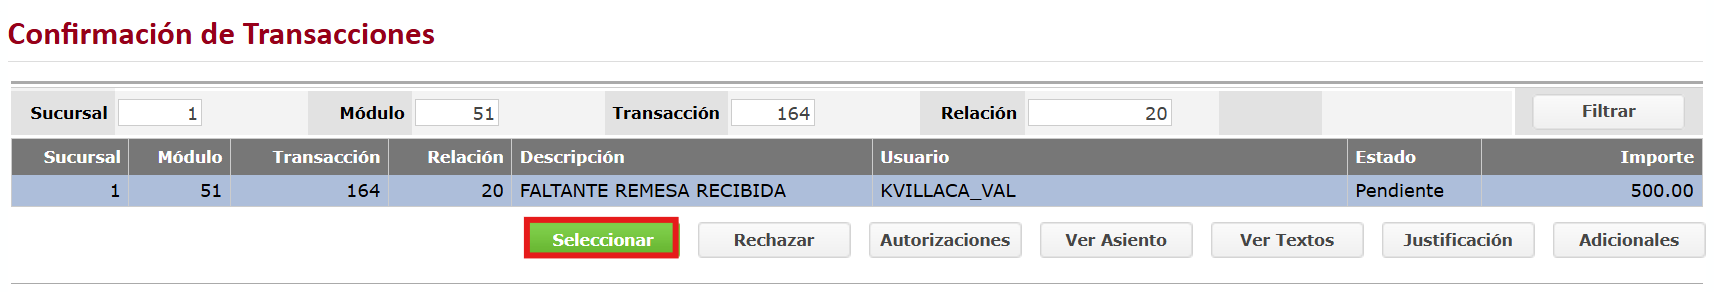 Confirmación de Transacciones
Sucursal 1 Módulo 51 Transacción 164 Relación 20 Filtrar
Sucursal Módulo Transacción Relación Descripción Usuario Estado Importe
1 51 164 20 FALTANTE REMESA RECIBIDA KVILLACA_VAL Pendiente 500.00
Seleccionar Rechazar Autorizaciones Ver Asiento Ver Textos Justificación Adicionales